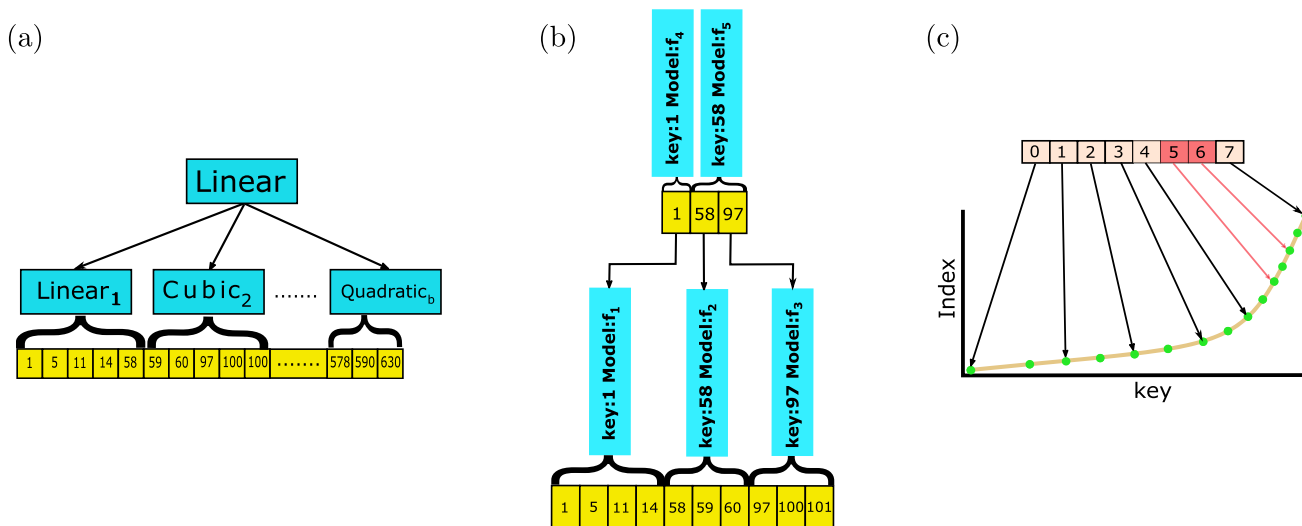 (a)
Linear
Linear1
Cubic2
.......
Quadraticb
1 5 11 14 58 59 60 97 100 100 ....... 578 590 630
(b)
key:1 Model:f4
key:58 Model:f5
1 58 97
key:1 Model:f1
key:58 Model:f2
key:97 Model:f3
1 5 11 14 58 59 60 97 100 101
(c)
0 1 2 3 4 5 6 7
Index
key